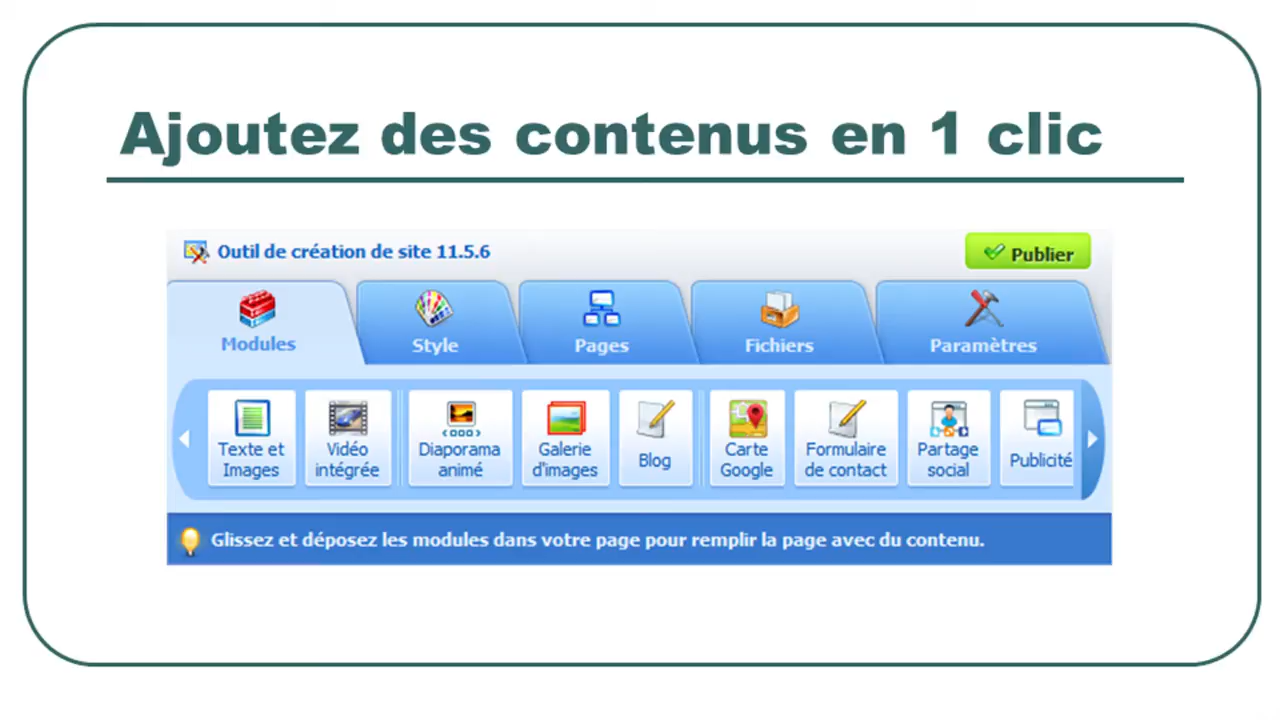 Ajoutez des contenus en 1 clic
Outil de création de site 11.5.6
Publier
Modules
Style
Pages
Fichiers
Paramètres
Texte et
Images
Vidéo
intégrée
Diaporama
animé
Galerie
d'images
Blog
Carte
Google
Formulaire
de contact
Partage
social
Publicité
Glissez et déposez les modules dans votre page pour remplir la page avec du contenu.